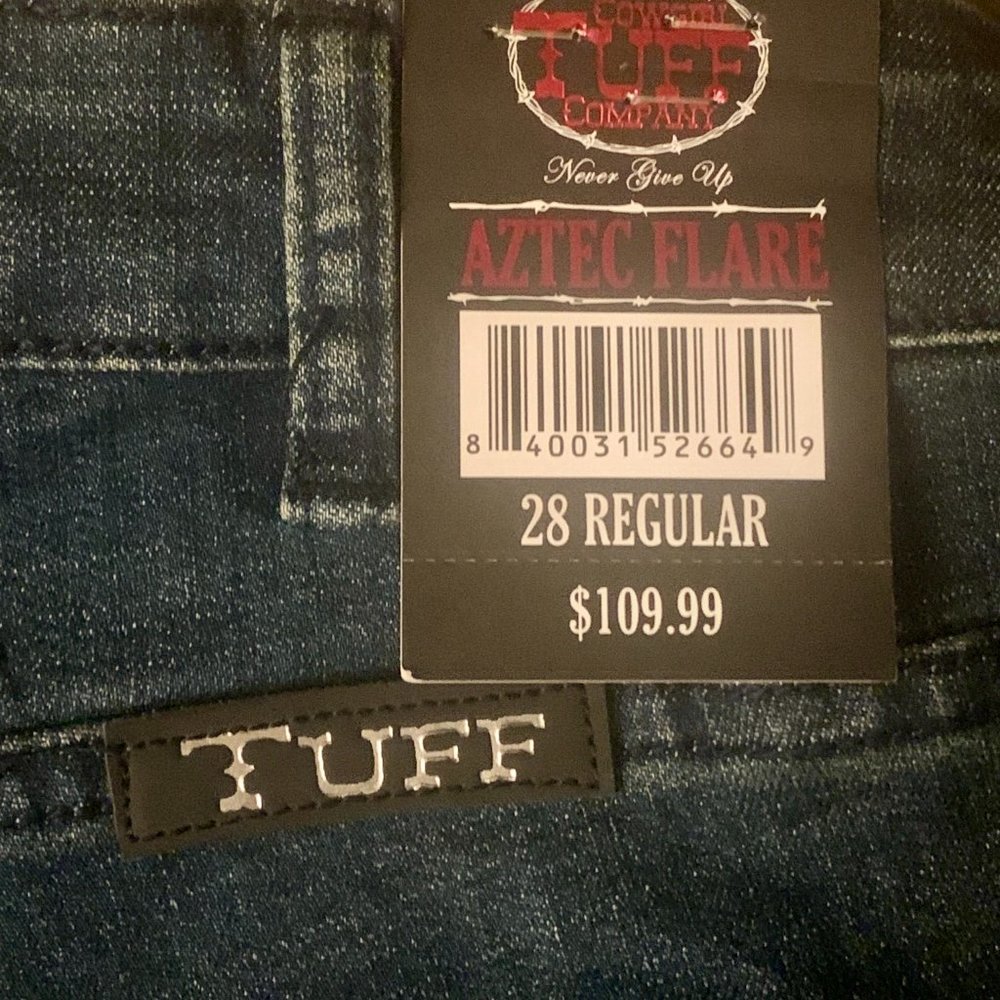 COWGIRL
TUFF
COMPANY
Never Give Up
AZTEC FLARE
8 40031 52664 9
28 REGULAR
$109.99
TUFF